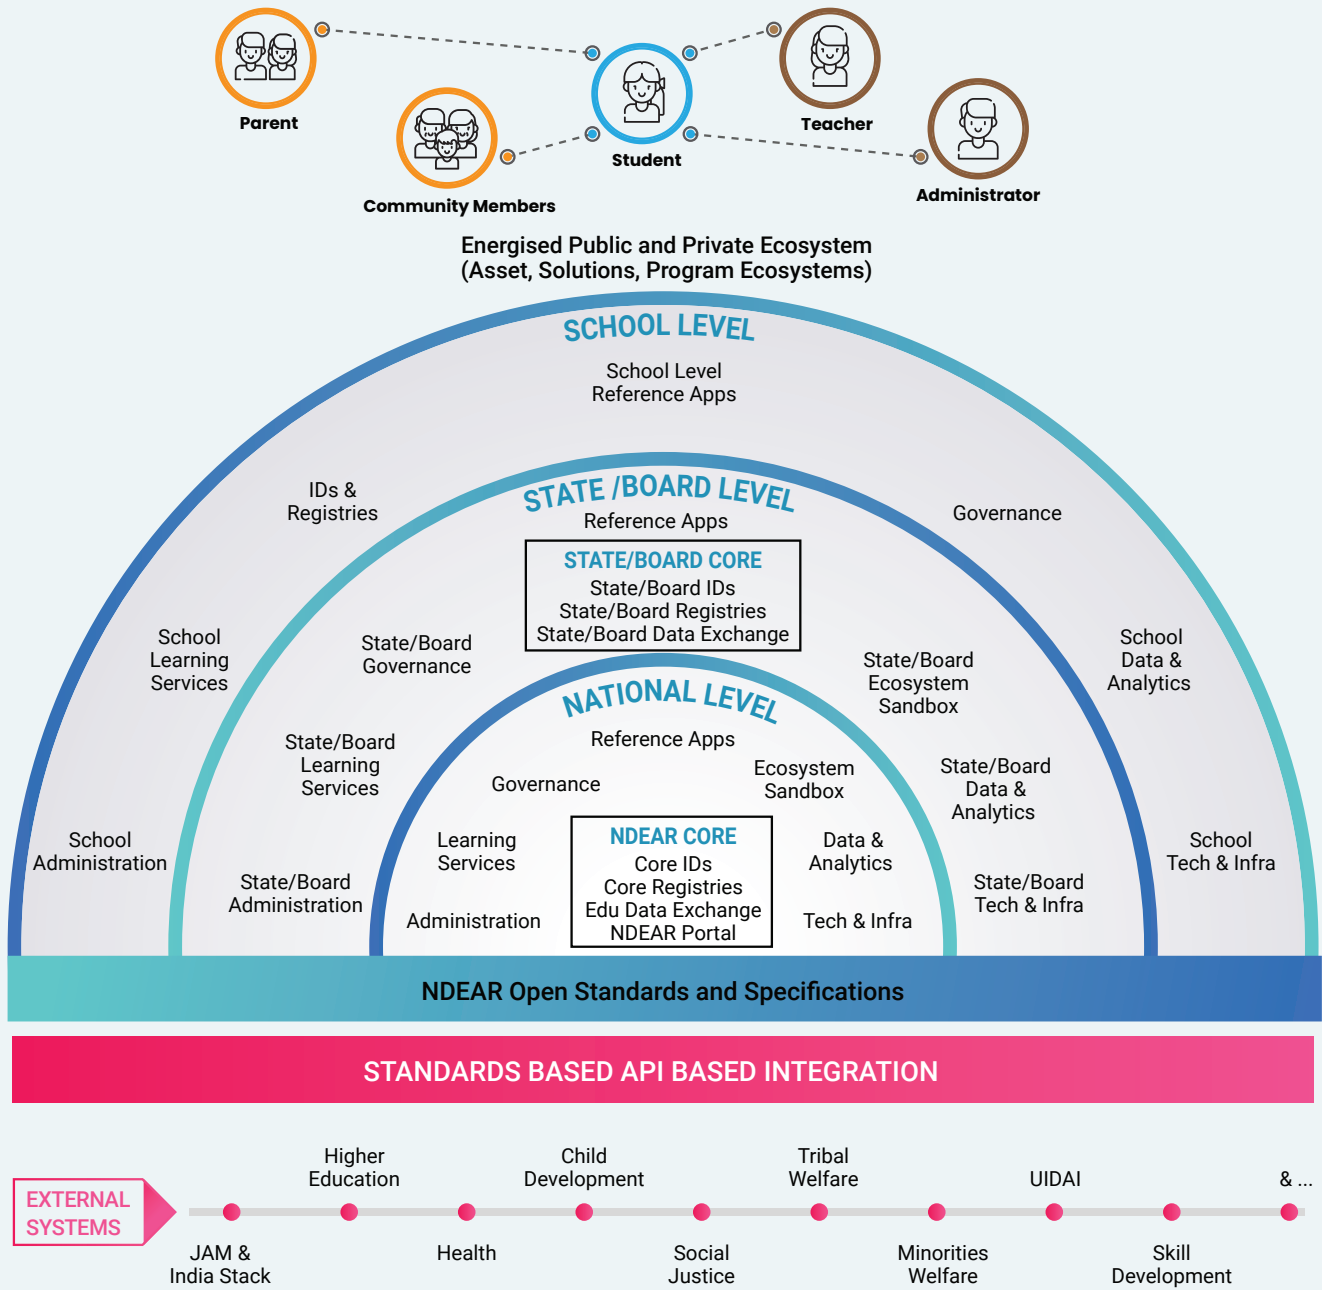 Parent
Community Members
Student
Teacher
Administrator
Energised Public and Private Ecosystem
(Asset, Solutions, Program Ecosystems)
SCHOOL LEVEL
School Level
Reference Apps
IDs &
Registries
Governance
School
Learning
Services
School
Data &
Analytics
School
Administration
School
Tech & Infra
STATE /BOARD LEVEL
Reference Apps
STATE/BOARD CORE
State/Board IDs
State/Board Registries
State/Board Data Exchange
State/Board
Governance
State/Board
Ecosystem
Sandbox
State/Board
Learning
Services
State/Board
Data &
Analytics
State/Board
Administration
State/Board
Tech & Infra
NATIONAL LEVEL
Reference Apps
Governance
Ecosystem
Sandbox
Learning
Services
Data &
Analytics
Administration
Tech & Infra
NDEAR CORE
Core IDs
Core Registries
Edu Data Exchange
NDEAR Portal
NDEAR Open Standards and Specifications
STANDARDS BASED API BASED INTEGRATION
EXTERNAL
SYSTEMS
JAM &
India Stack
Higher
Education
Health
Child
Development
Social
Justice
Tribal
Welfare
Minorities
Welfare
UIDAI
Skill
Development
& ...